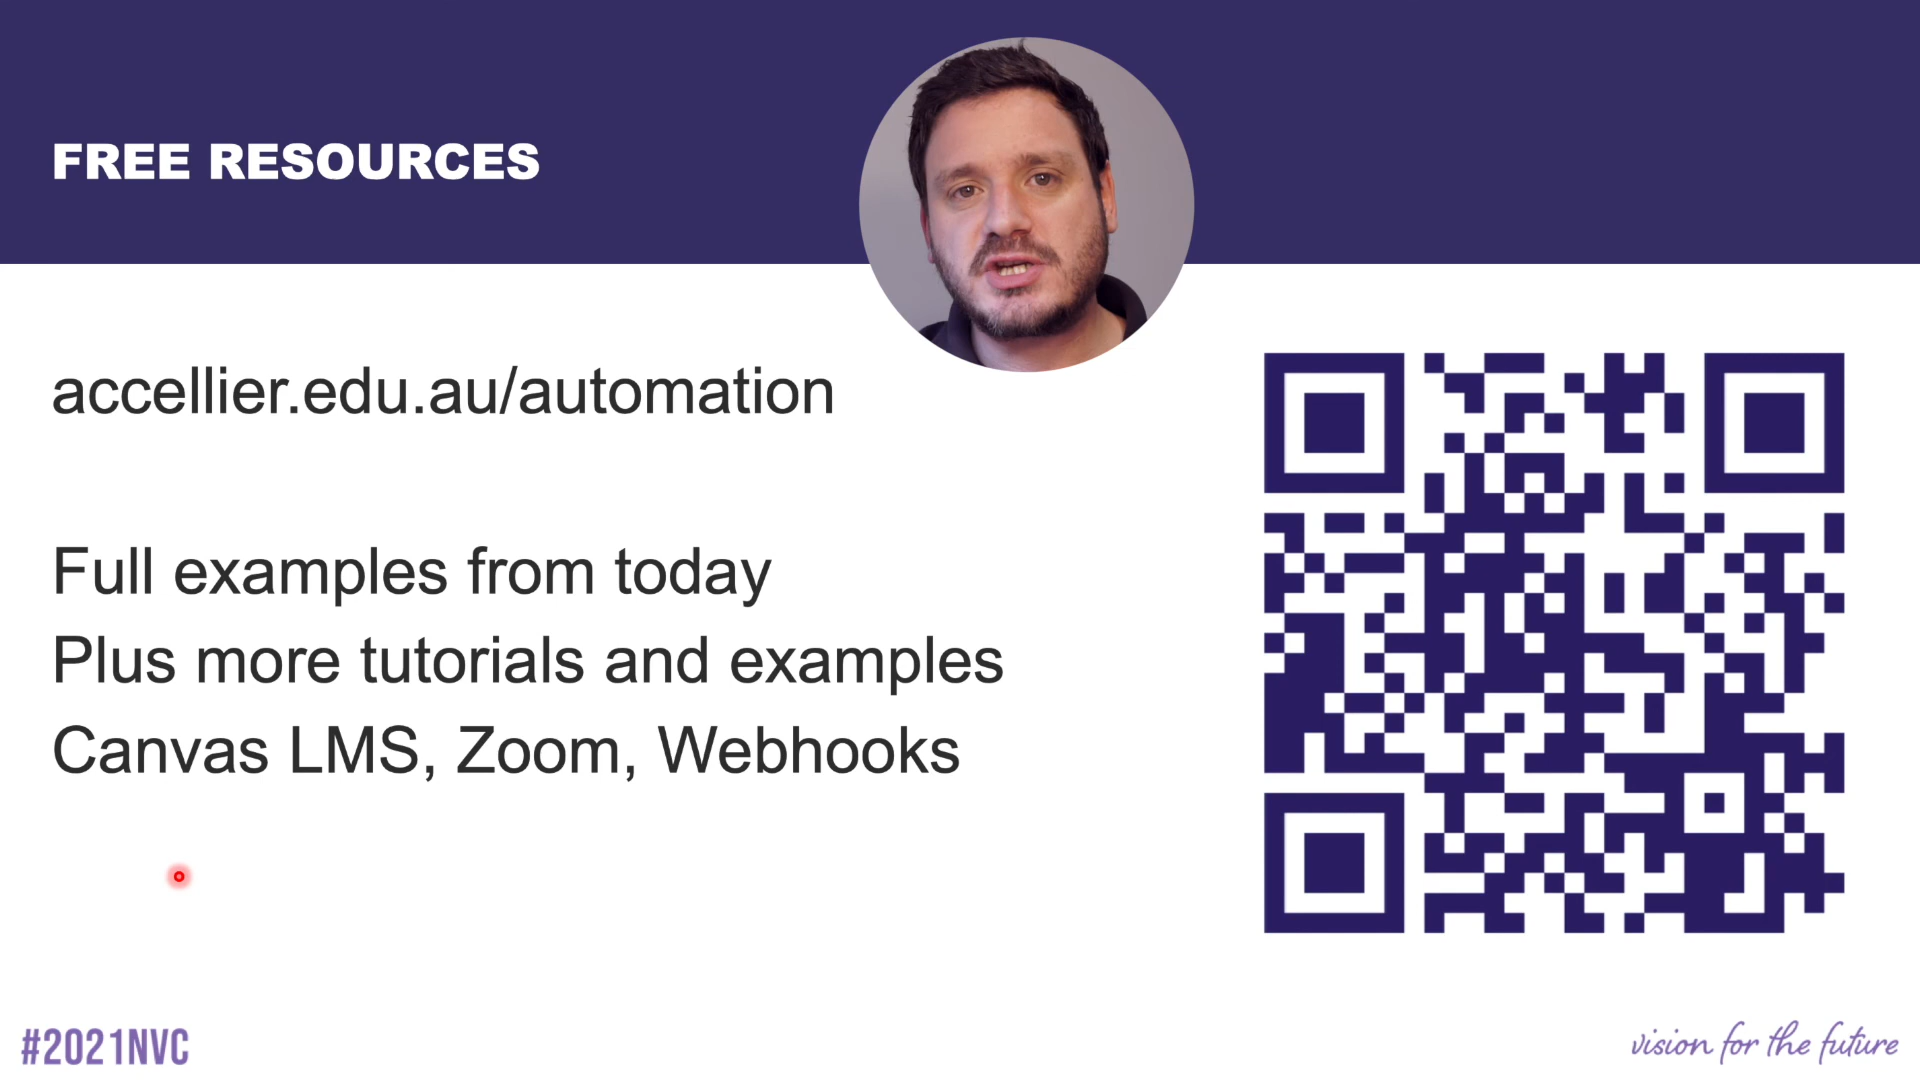 FREE RESOURCES
accellier.edu.au/automation
Full examples from today
Plus more tutorials and examples
Canvas LMS, Zoom, Webhooks
#2021NVC
vision for the future